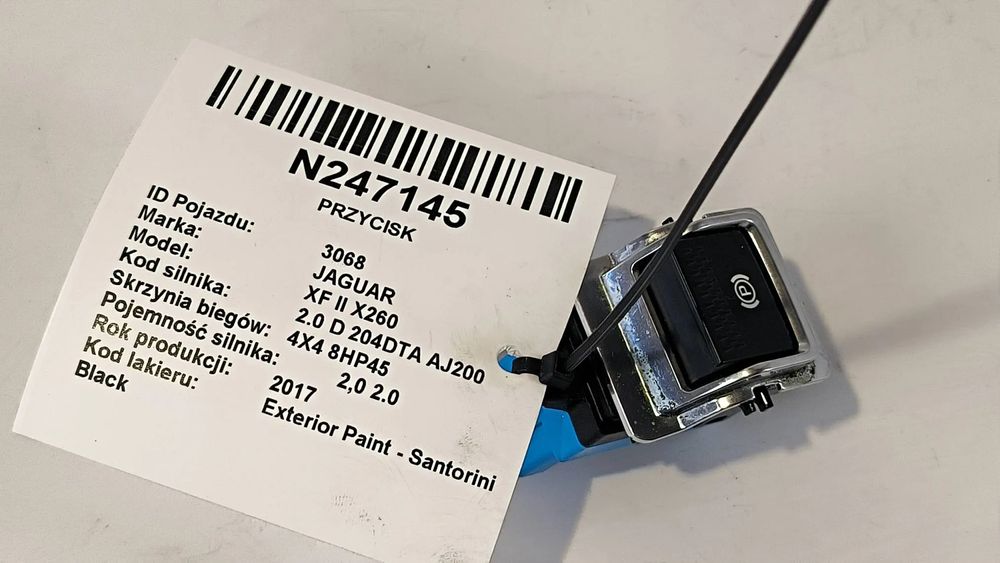 N247145
PRZYCISK
ID Pojazdu: 3068
Marka: JAGUAR
Model: XF II X260
Kod silnika: 2.0 D 204DTA AJ200
Skrzynia biegów: 4X4 8HP45
Pojemność silnika: 2,0 2.0
Rok produkcji: 2017
Kod lakieru: Exterior Paint - Santorini
Black
P